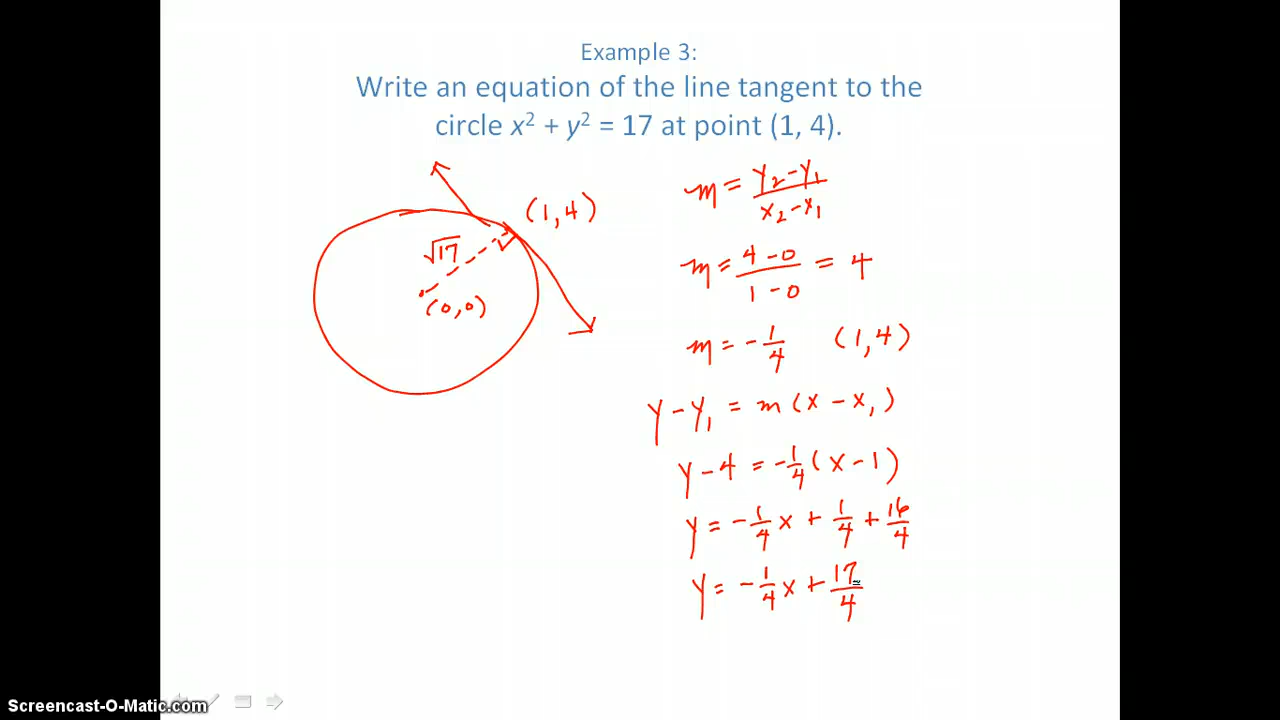 Example 3:
Write an equation of the line tangent to the
circle x² + y² = 17 at point (1, 4).
(1,4)
√17
(0,0)
m = y₂-y₁/x₂-x₁
m = 4-0/1-0 = 4
m = -1/4 (1,4)
y-y₁ = m(x-x₁)
y-4 = -1/4(x-1)
y = -1/4x + 1/4 + 16/4
y = -1/4x + 17/4
Screencast-O-Matic.com